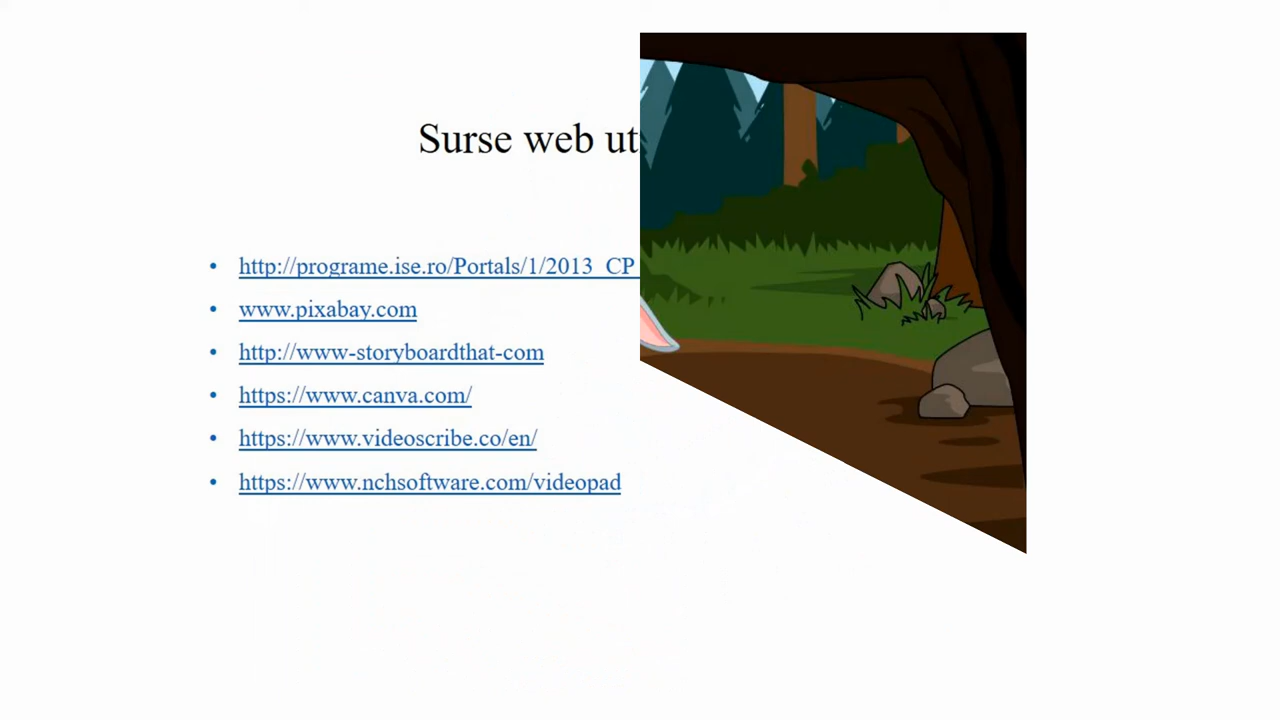 Surse web ut
• http://programe.ise.ro/Portals/1/2013_CP_
• www.pixabay.com
• http://www-storyboardthat-com
• https://www.canva.com/
• https://www.videoscribe.co/en/
• https://www.nchsoftware.com/videopad